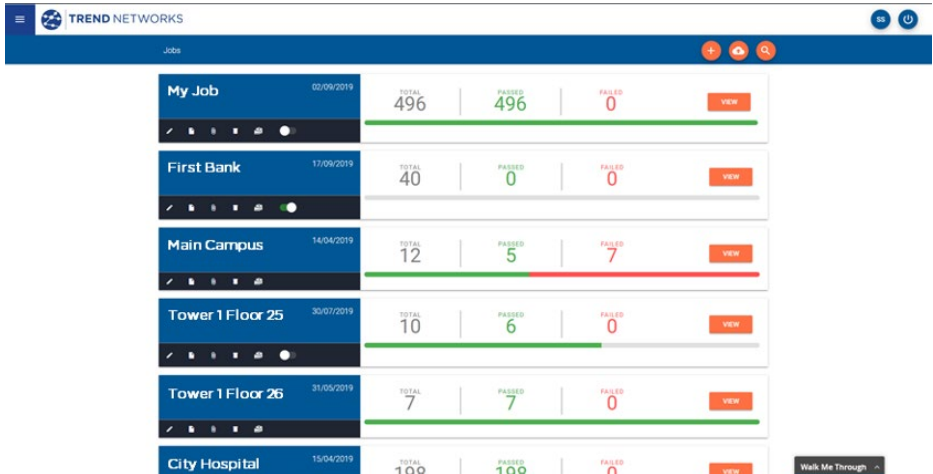 TREND NETWORKS
SS
Jobs
My Job 02/09/2019
TOTAL PASSED FAILED
496 496 0
VIEW
First Bank 17/09/2019
TOTAL PASSED FAILED
40 0 0
VIEW
Main Campus 14/04/2019
TOTAL PASSED FAILED
12 5 7
VIEW
Tower 1 Floor 25 30/07/2019
TOTAL PASSED FAILED
10 6 0
VIEW
Tower 1 Floor 26 31/05/2019
TOTAL PASSED FAILED
7 7 0
VIEW
City Hospital 15/04/2019
TOTAL PASSED FAILED
198 198 0
VIEW
Walk Me Through